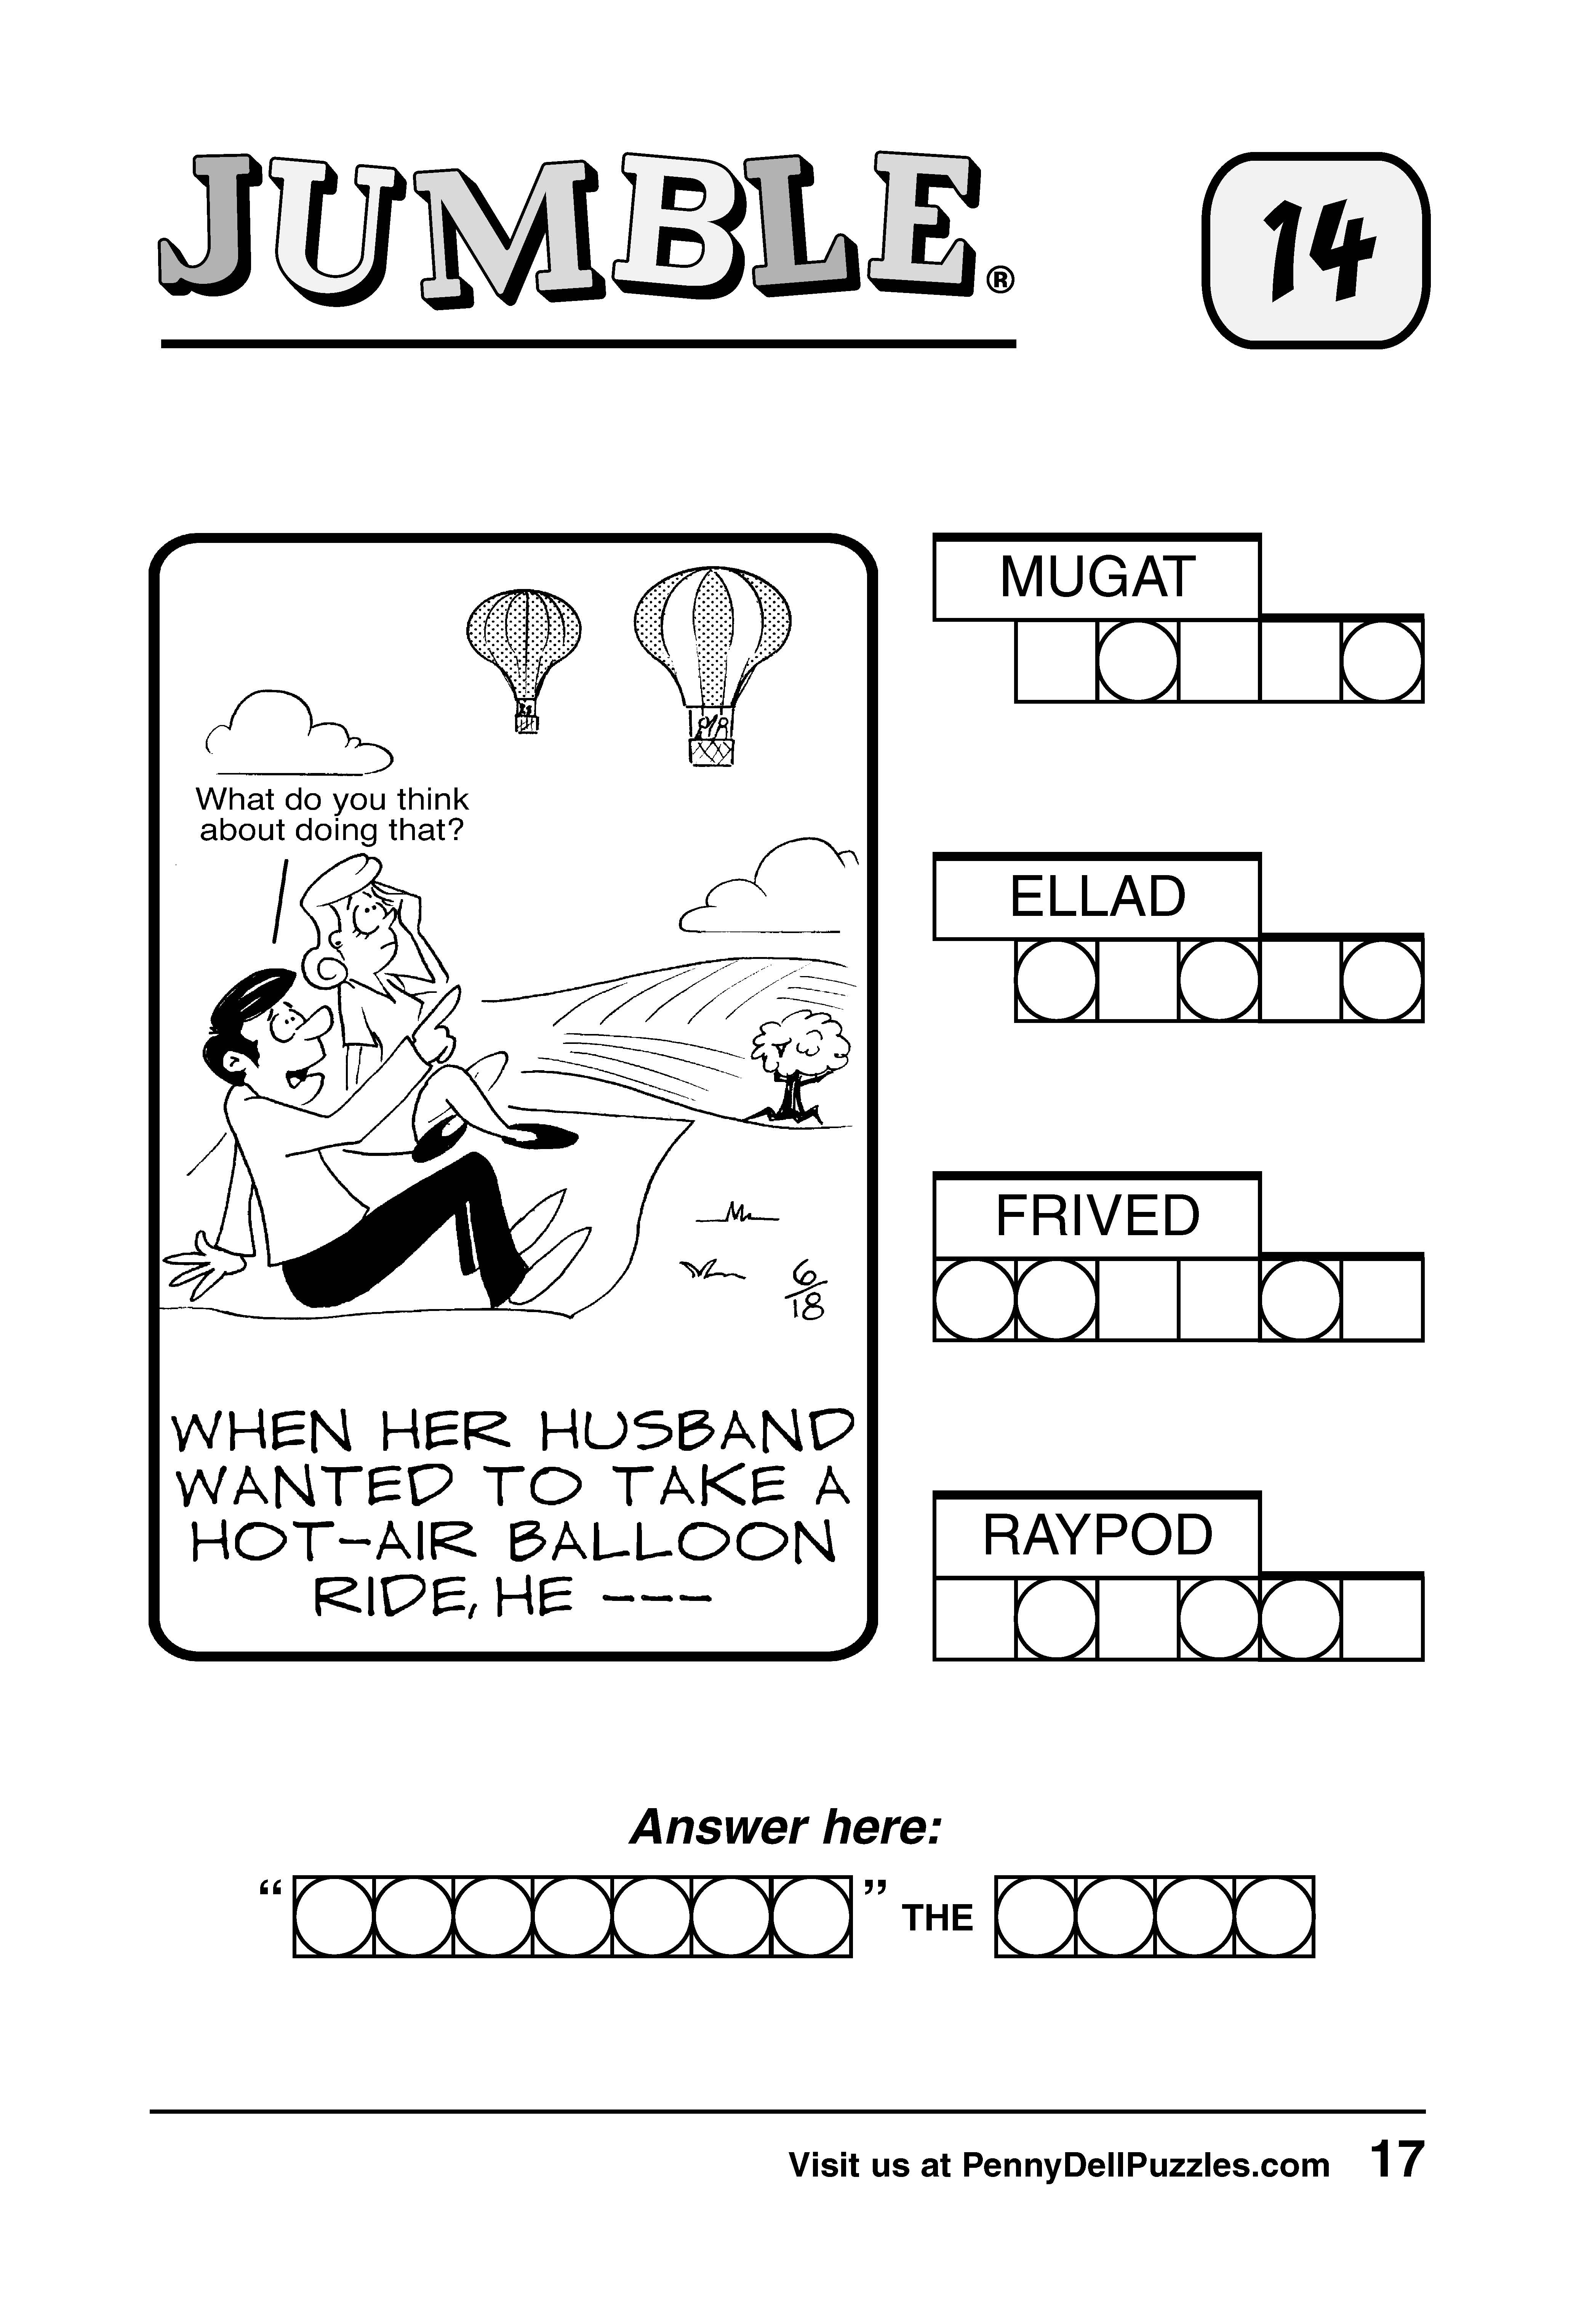 JUMBLE®
14
What do you think
about doing that?
6/18
WHEN HER HUSBAND
WANTED TO TAKE A
HOT-AIR BALLOON
RIDE, HE ---
MUGAT
ELLAD
FRIVED
RAYPOD
Answer here:
“ ” THE
Visit us at PennyDellPuzzles.com 17